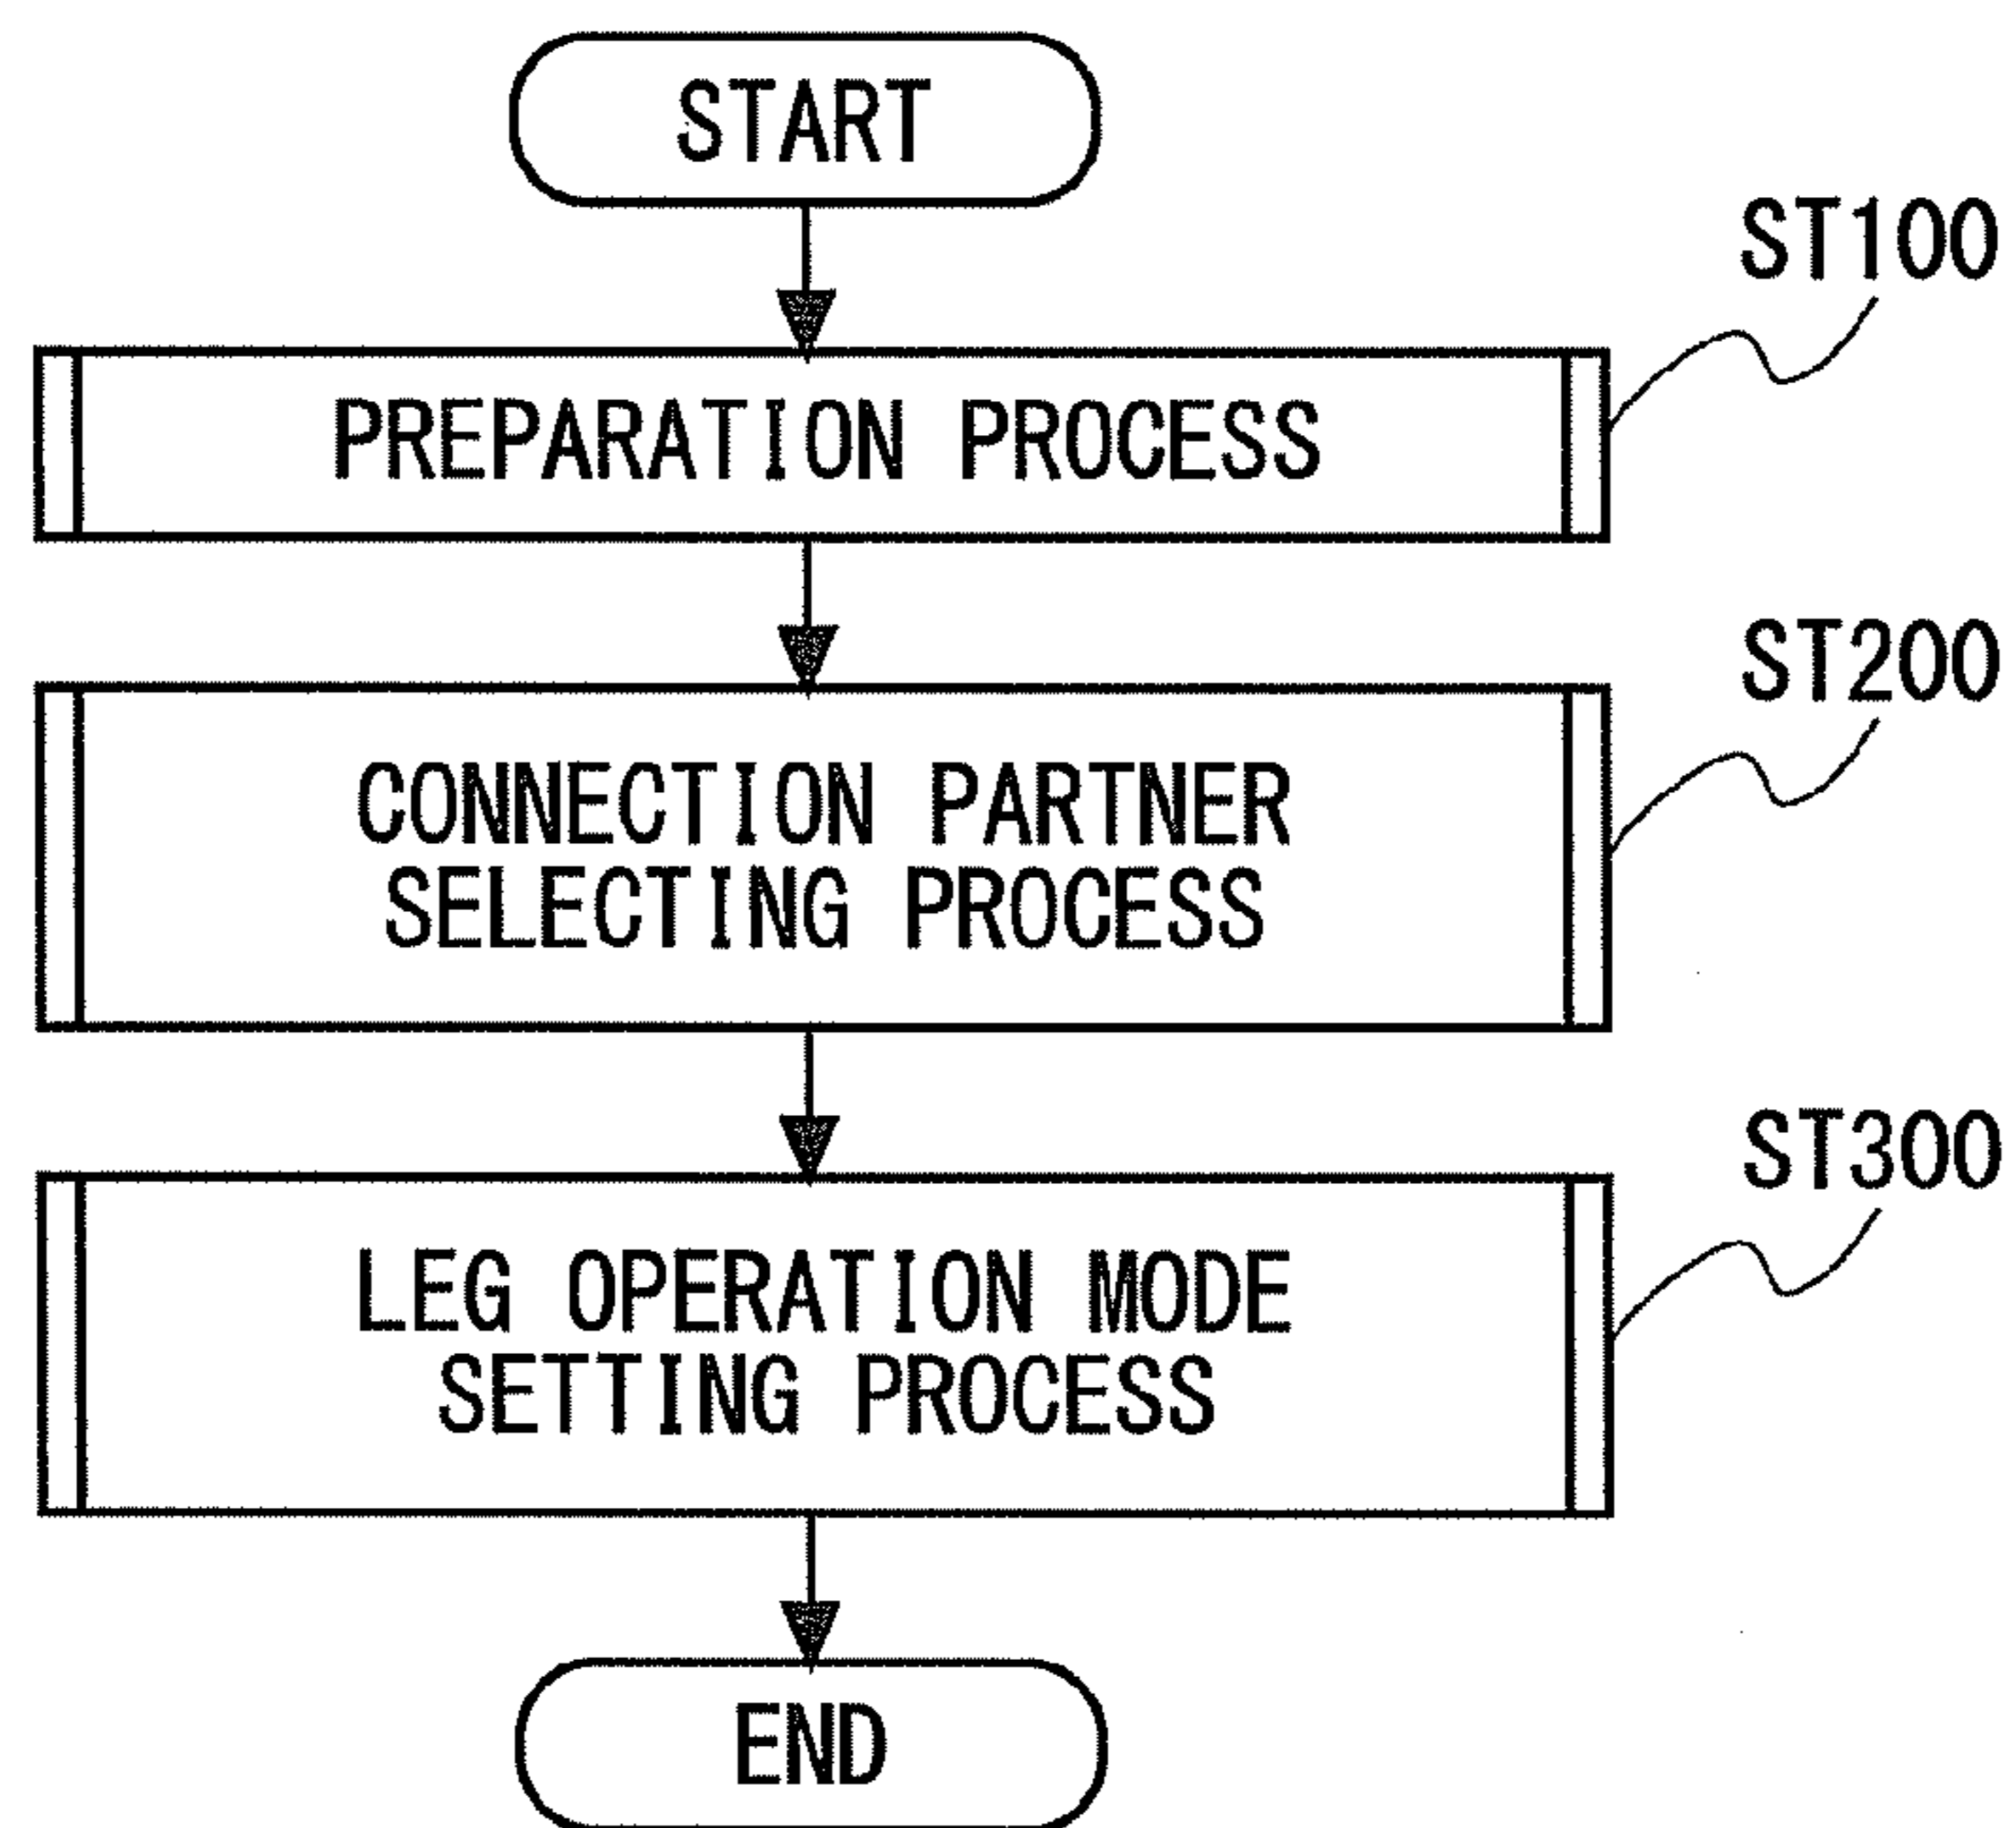 START
ST100
PREPARATION PROCESS
ST200
CONNECTION PARTNER
SELECTING PROCESS
ST300
LEG OPERATION MODE
SETTING PROCESS
END